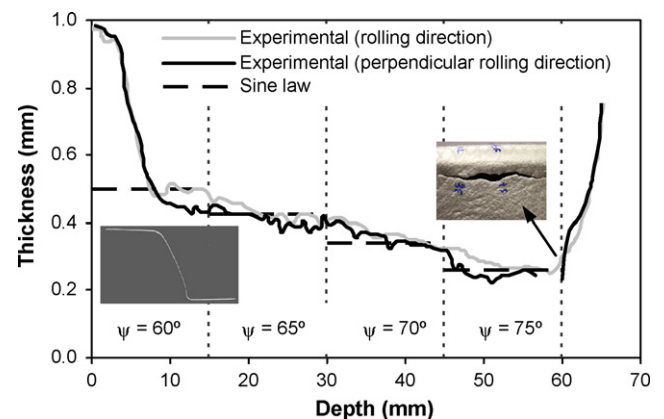 Experimental (rolling direction)
Experimental (perpendicular rolling direction)
Sine law
Thickness (mm)
1.0
0.8
0.6
0.4
0.2
0.0
ψ = 60º
ψ = 65º
ψ = 70º
ψ = 75º
0
10
20
30
40
50
60
70
Depth (mm)